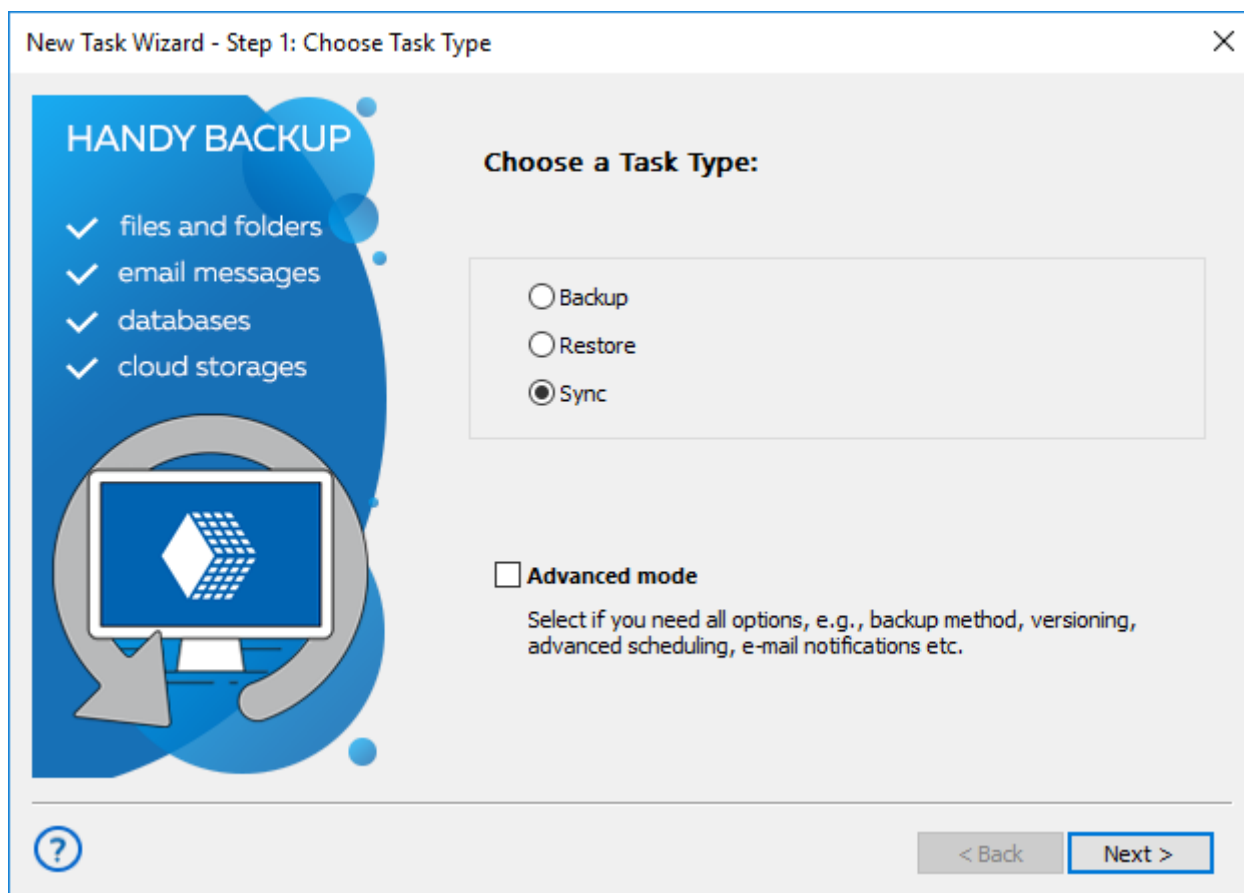 New Task Wizard - Step 1: Choose Task Type
HANDY BACKUP
files and folders
email messages
databases
cloud storages
Choose a Task Type:
Backup
Restore
Sync
Advanced mode
Select if you need all options, e.g., backup method, versioning,
advanced scheduling, e-mail notifications etc.
?
< Back
Next >